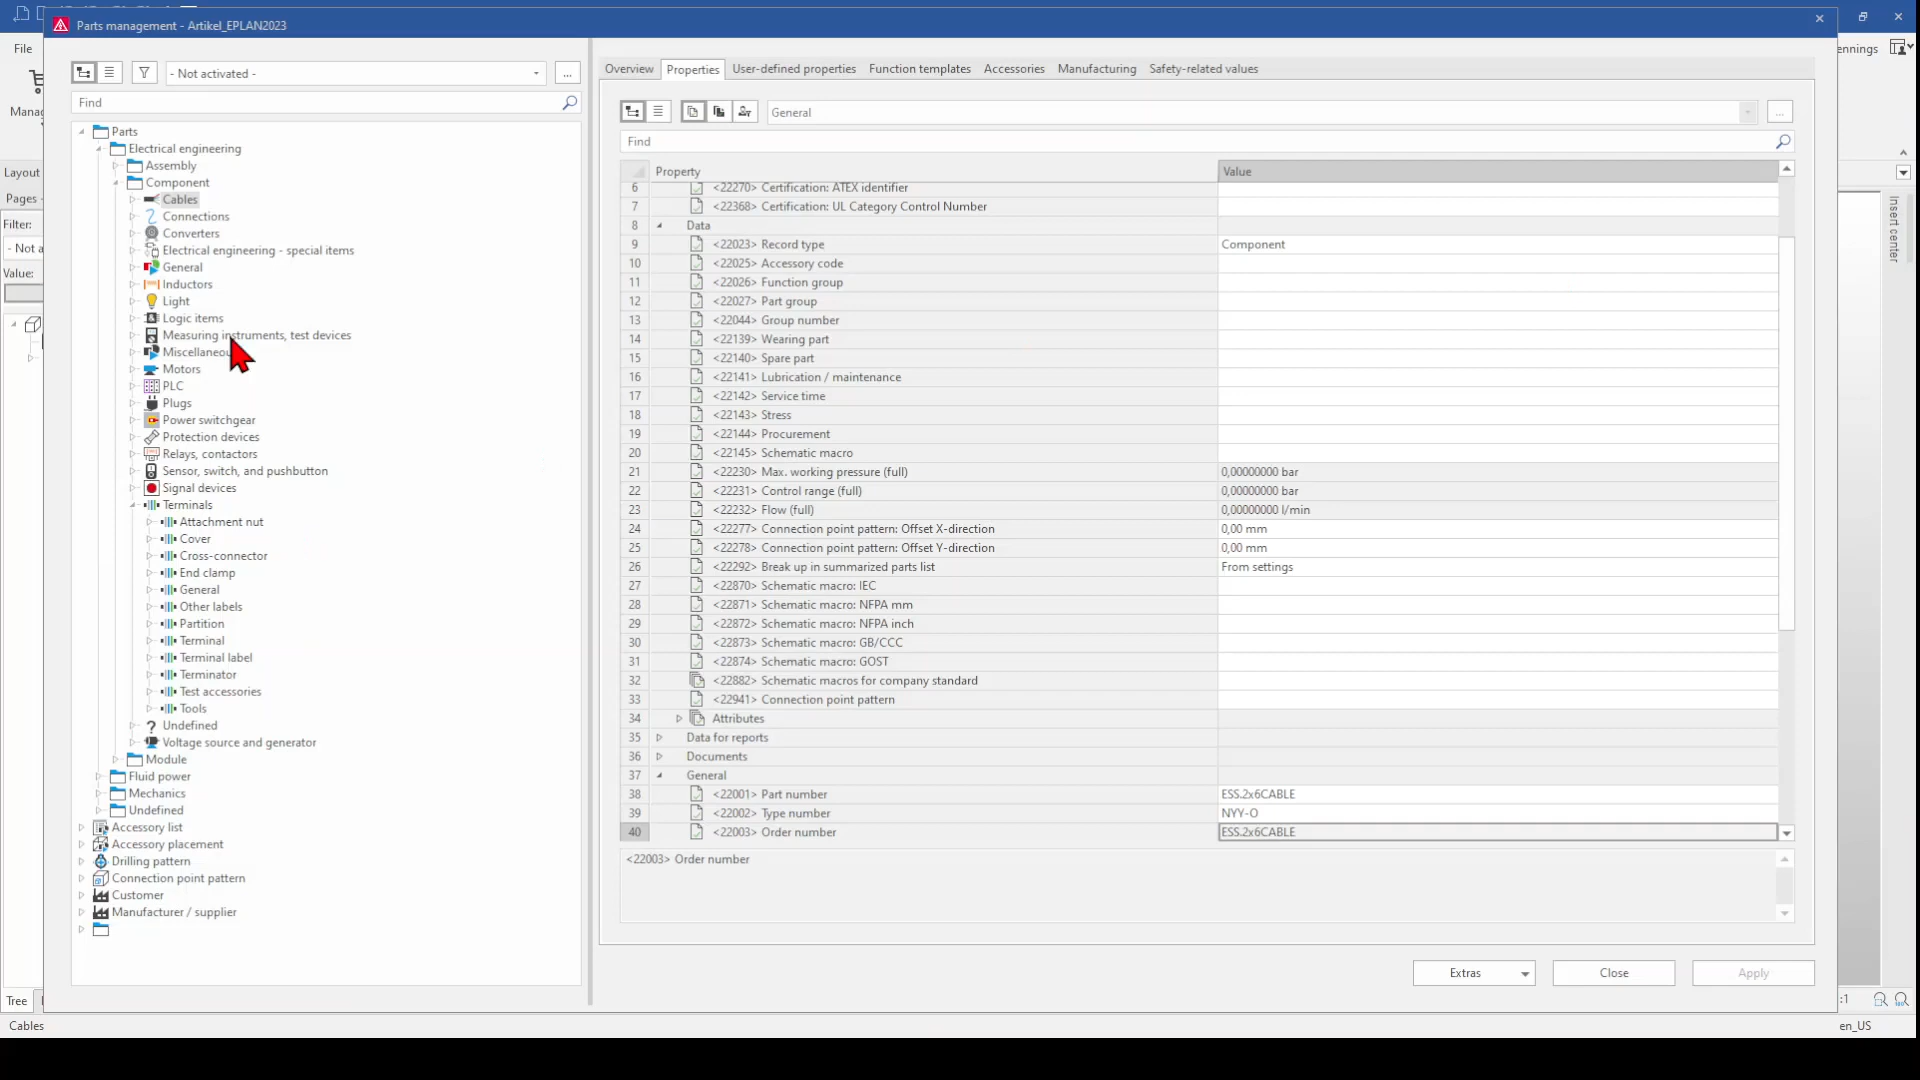 Parts management - Artikel_EPLAN2023
File
ennings
Manag
Layout
Pages -
Filter:
- Not a
Value:
Tree
- Not activated -
...
Find
Parts
Electrical engineering
Assembly
Component
Cables
Connections
Converters
Electrical engineering - special items
General
Inductors
Light
Logic items
Measuring instruments, test devices
Miscellaneou
Motors
PLC
Plugs
Power switchgear
Protection devices
Relays, contactors
Sensor, switch, and pushbutton
Signal devices
Terminals
Attachment nut
Cover
Cross-connector
End clamp
General
Other labels
Partition
Terminal
Terminal label
Terminator
Test accessories
Tools
Undefined
Voltage source and generator
Module
Fluid power
Mechanics
Undefined
Accessory list
Accessory placement
Drilling pattern
Connection point pattern
Customer
Manufacturer / supplier
Overview Properties User-defined properties Function templates Accessories Manufacturing Safety-related values
General
...
Find
Property Value
6 <22270> Certification: ATEX identifier
7 <22368> Certification: UL Category Control Number
8 Data
9 <22023> Record type Component
10 <22025> Accessory code
11 <22026> Function group
12 <22027> Part group
13 <22044> Group number
14 <22139> Wearing part
15 <22140> Spare part
16 <22141> Lubrication / maintenance
17 <22142> Service time
18 <22143> Stress
19 <22144> Procurement
20 <22145> Schematic macro
21 <22230> Max. working pressure (full) 0,00000000 bar
22 <22231> Control range (full) 0,00000000 bar
23 <22232> Flow (full) 0,00000000 l/min
24 <22277> Connection point pattern: Offset X-direction 0,00 mm
25 <22278> Connection point pattern: Offset Y-direction 0,00 mm
26 <22292> Break up in summarized parts list From settings
27 <22870> Schematic macro: IEC
28 <22871> Schematic macro: NFPA mm
29 <22872> Schematic macro: NFPA inch
30 <22873> Schematic macro: GB/CCC
31 <22874> Schematic macro: GOST
32 <22882> Schematic macros for company standard
33 <22941> Connection point pattern
34 Attributes
35 Data for reports
36 Documents
37 General
38 <22001> Part number ESS.2x6CABLE
39 <22002> Type number NYY-O
40 <22003> Order number ESS.2x6CABLE
<22003> Order number
Extras
Close
Apply
Insert center
:1
Cables
en_US